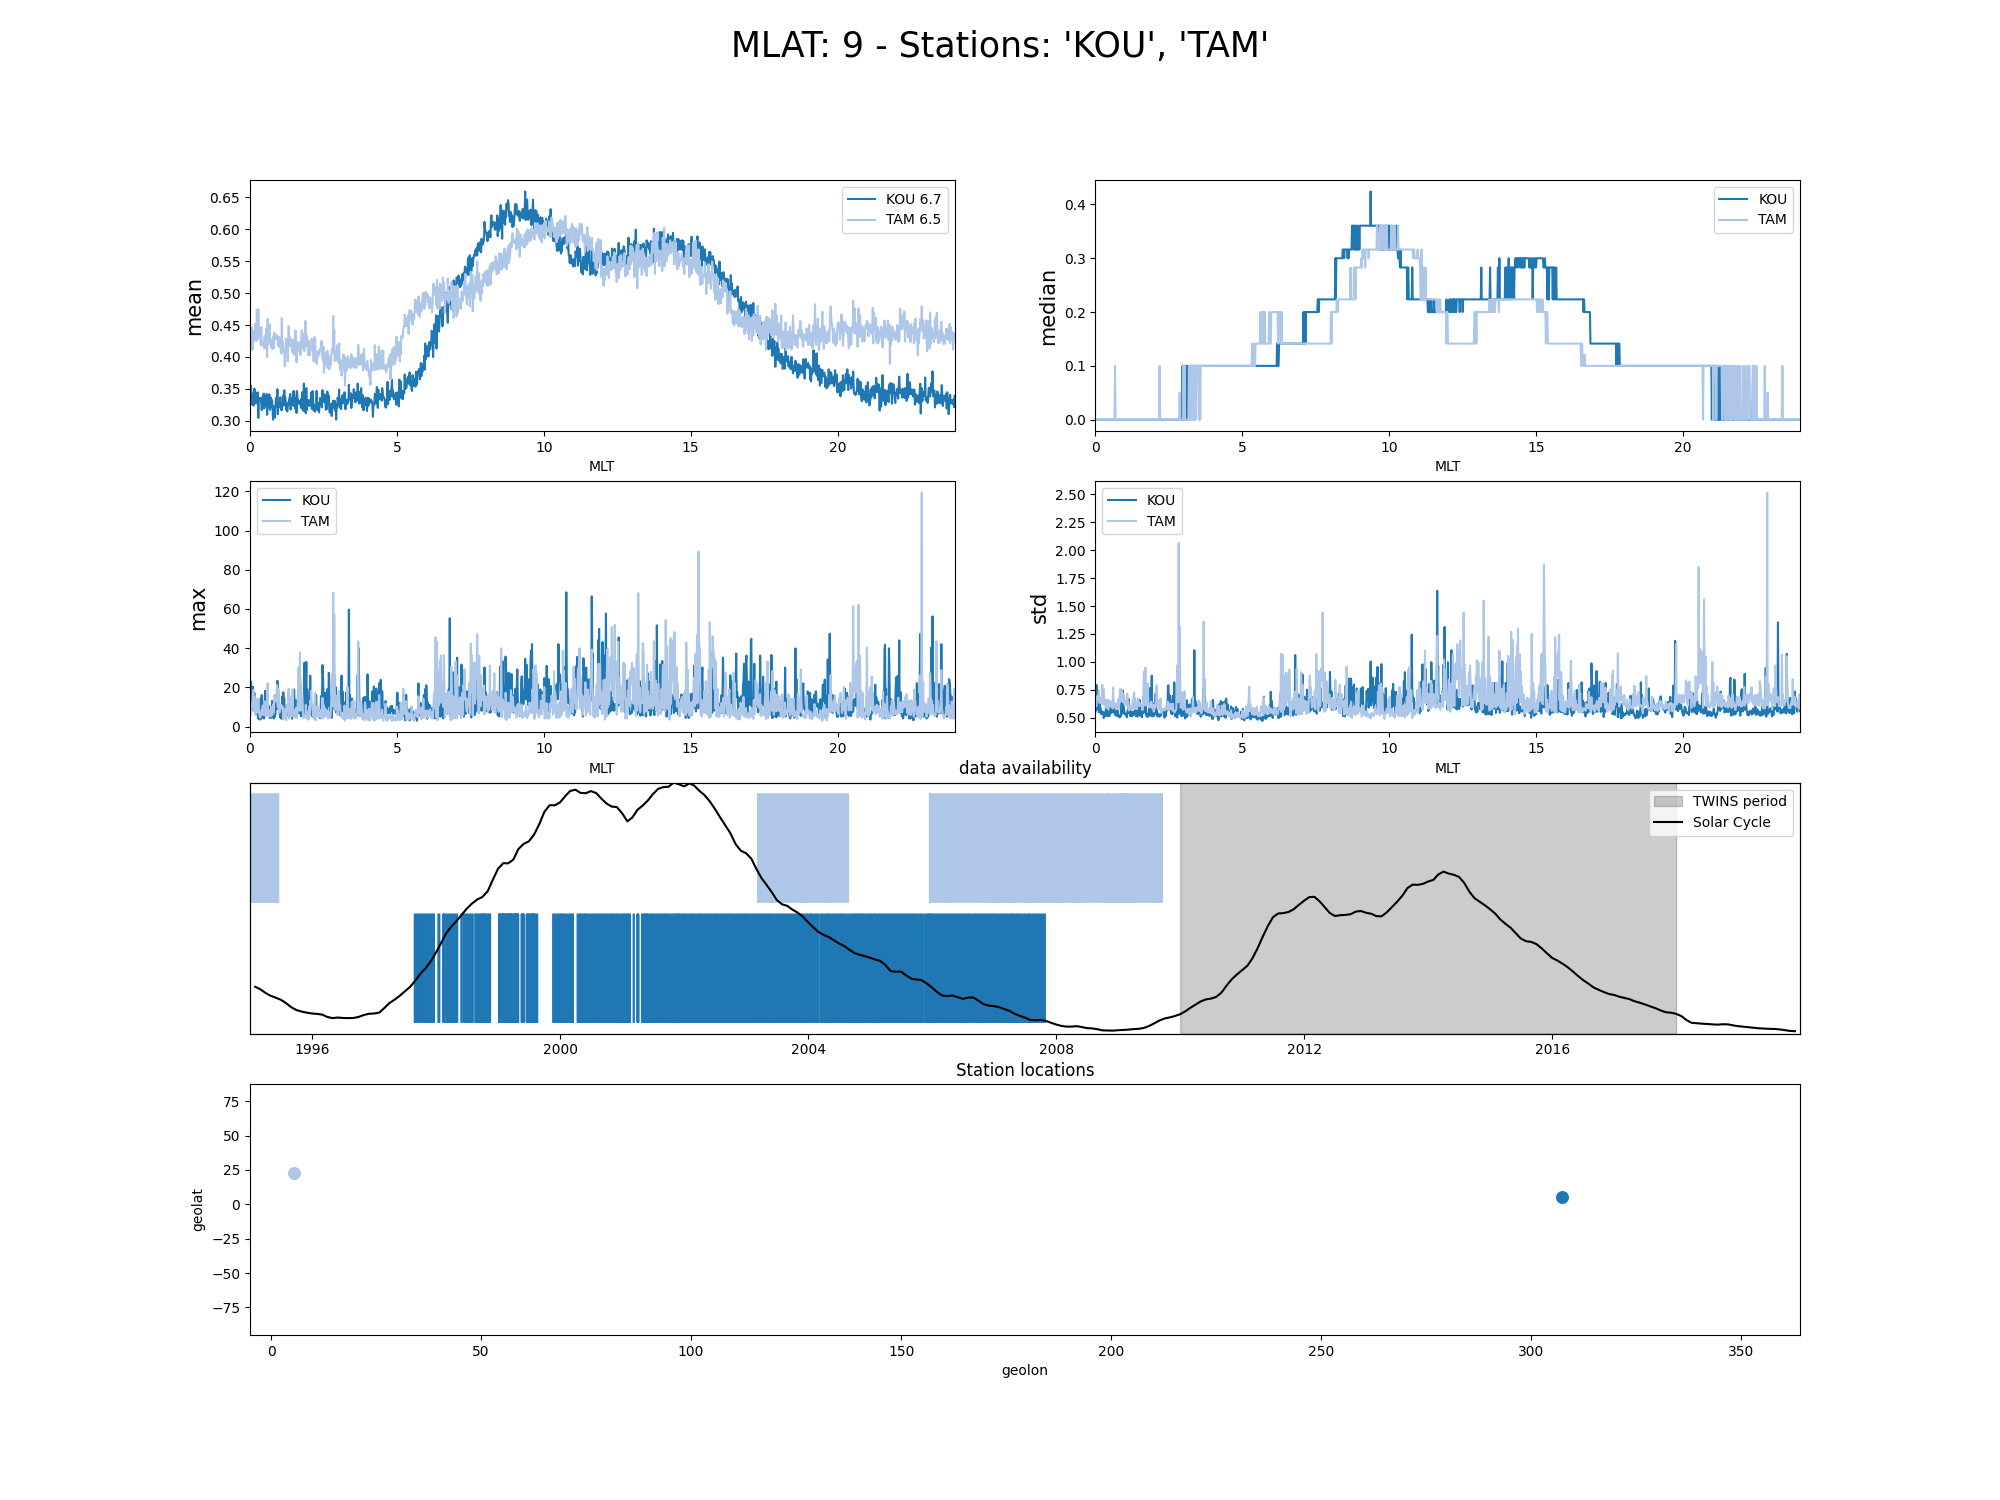 MLAT: 9 - Stations: 'KOU', 'TAM'
mean
0.65
0.60
0.55
0.50
0.45
0.40
0.35
0.30
0 5 10 15 20
MLT
KOU 6.7
TAM 6.5
median
0.4
0.3
0.2
0.1
0.0
0 5 10 15 20
MLT
KOU
TAM
max
120
100
80
60
40
20
0
0 5 10 15 20
MLT
KOU
TAM
std
2.50
2.25
2.00
1.75
1.50
1.25
1.00
0.75
0.50
0 5 10 15 20
MLT
KOU
TAM
data availability
TWINS period
Solar Cycle
1996 2000 2004 2008 2012 2016
Station locations
geolat
75
50
25
0
−25
−50
−75
0 50 100 150 200 250 300 350
geolon